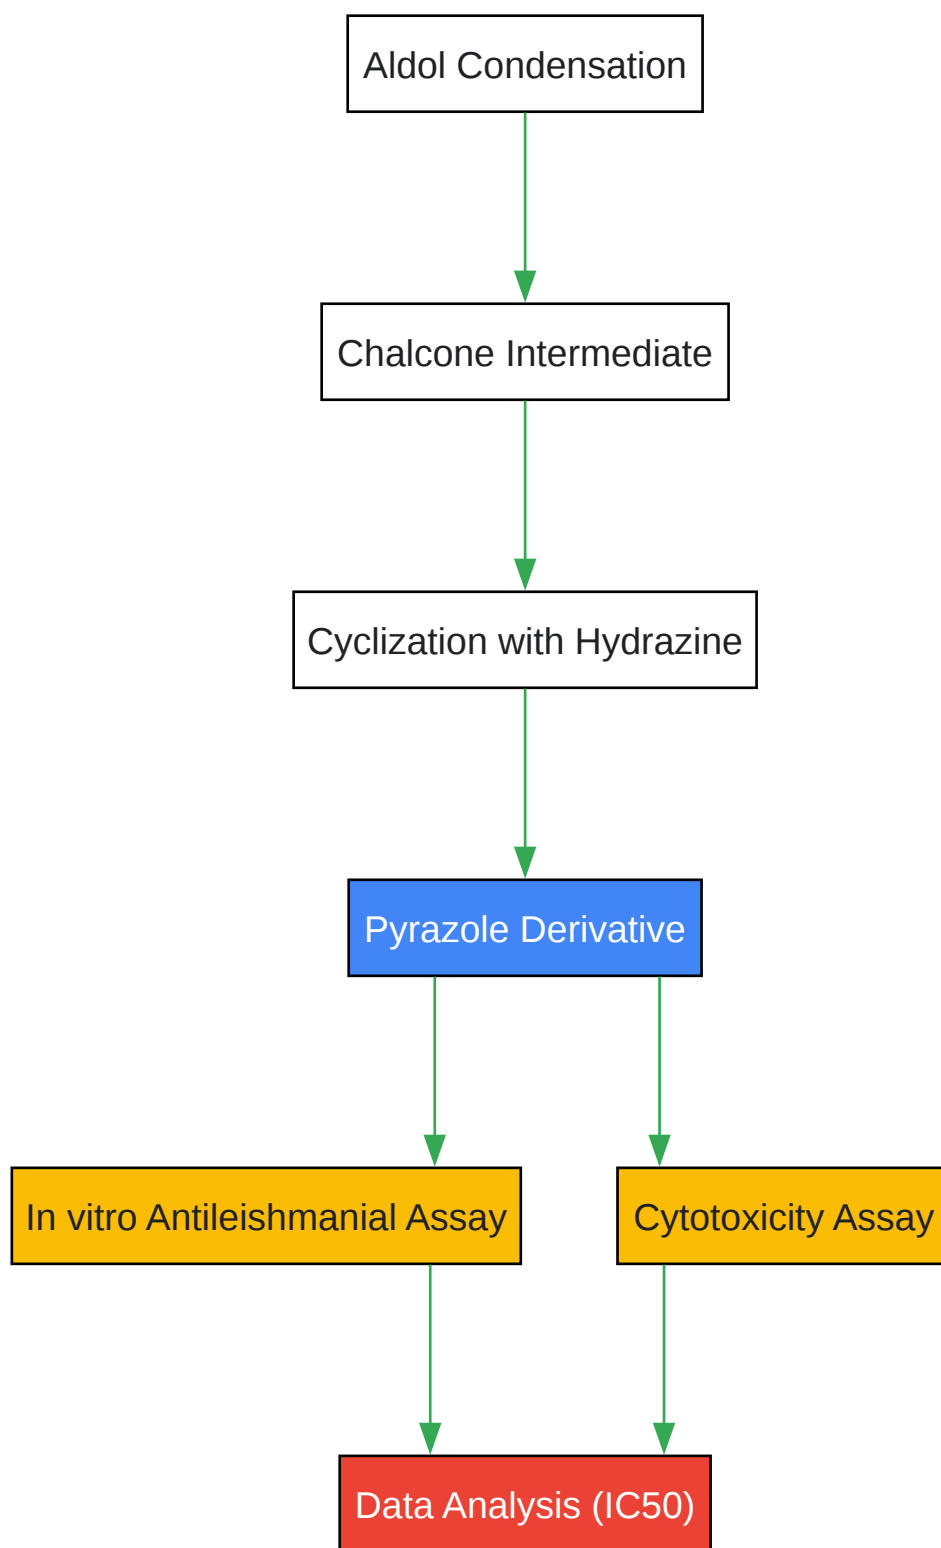 Aldol Condensation
Chalcone Intermediate
Cyclization with Hydrazine
Pyrazole Derivative
In vitro Antileishmanial Assay
Cytotoxicity Assay
Data Analysis (IC50)